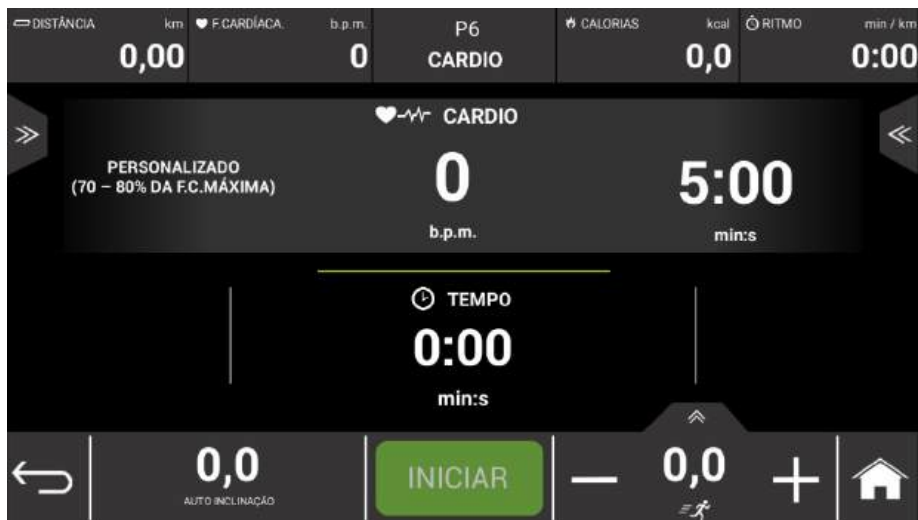 DISTÂNCIA km
0,00
F.CARDÍACA. b.p.m.
0
P6
CARDIO
CALORIAS kcal
0,0
RITMO min / km
0:00
CARDIO
PERSONALIZADO
(70 – 80% DA F.C.MÁXIMA)
0
b.p.m.
5:00
min:s
TEMPO
0:00
min:s
0,0
AUTO INCLINAÇÃO
INICIAR
0,0